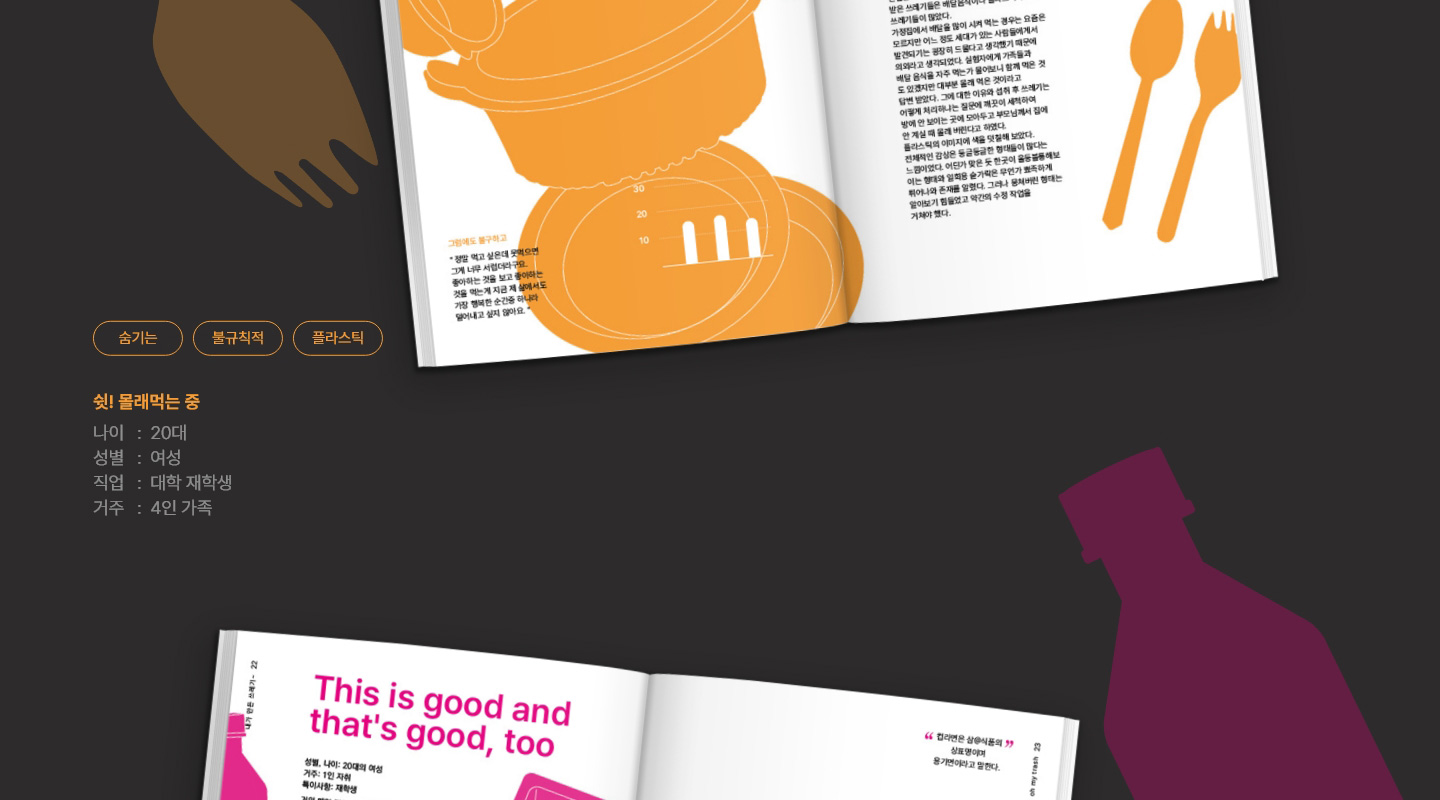 받은 쓰레기들은 배달음식이나
쓰레기들이 많았다.
가정집에서 배달을 많이 시켜 먹는 경우는 요즘은
모르지만 어느 정도 세대가 있는 사람들에게서
발견되기는 굉장히 드물다고 생각했기 때문에
의외라고 생각되었다. 실험자에게 가족들과
배달 음식을 자주 먹는가 물어보니 함께 먹은 것
도 있겠지만 대부분 몰래 먹은 것이라고
답변 받았다. 그에 대한 이유와 섭취 후 쓰레기는
어떻게 처리하냐는 질문에 깨끗이 세척하여
방에 안 보이는 곳에 모아두고 부모님께서 집에
안 계실 때 몰래 버린다고 하였다.
플라스틱의 이미지에 색을 덧칠해 보았다.
전체적인 감상은 둥글둥글한 형태들이 많다는
느낌이었다. 어딘가 맞은 듯 한곳이 울퉁불퉁해보
이는 형태와 일회용 숟가락은 무언가 뾰족하게
튀어나와 존재를 알렸다. 그러나 뭉쳐버린 형태는
알아보기 힘들었고 약간의 수정 작업을
거쳐야 했다.
30
20
10
그럼에도 불구하고
" 정말 먹고 싶은데 못먹으면
그게 너무 서럽더라구요.
좋아하는 것을 보고 좋아하는
것을 먹는게 지금 제 삶에서도
가장 행복한 순간중 하나라
덜어내고 싶지 않아요. "
숨기는
불규칙적
플라스틱
쉿! 몰래먹는 중
나이 : 20대
성별 : 여성
직업 : 대학 재학생
거주 : 4인 가족
내가 만든 쓰레기~ 22
This is good and
that's good, too
성별, 나이: 20대의 여성
거주: 1인 자취
특이사항: 재학생
“ 컵라면은 삼@식품의 ”
상표명이며
용기면이라고 말한다.
oh my trash 23